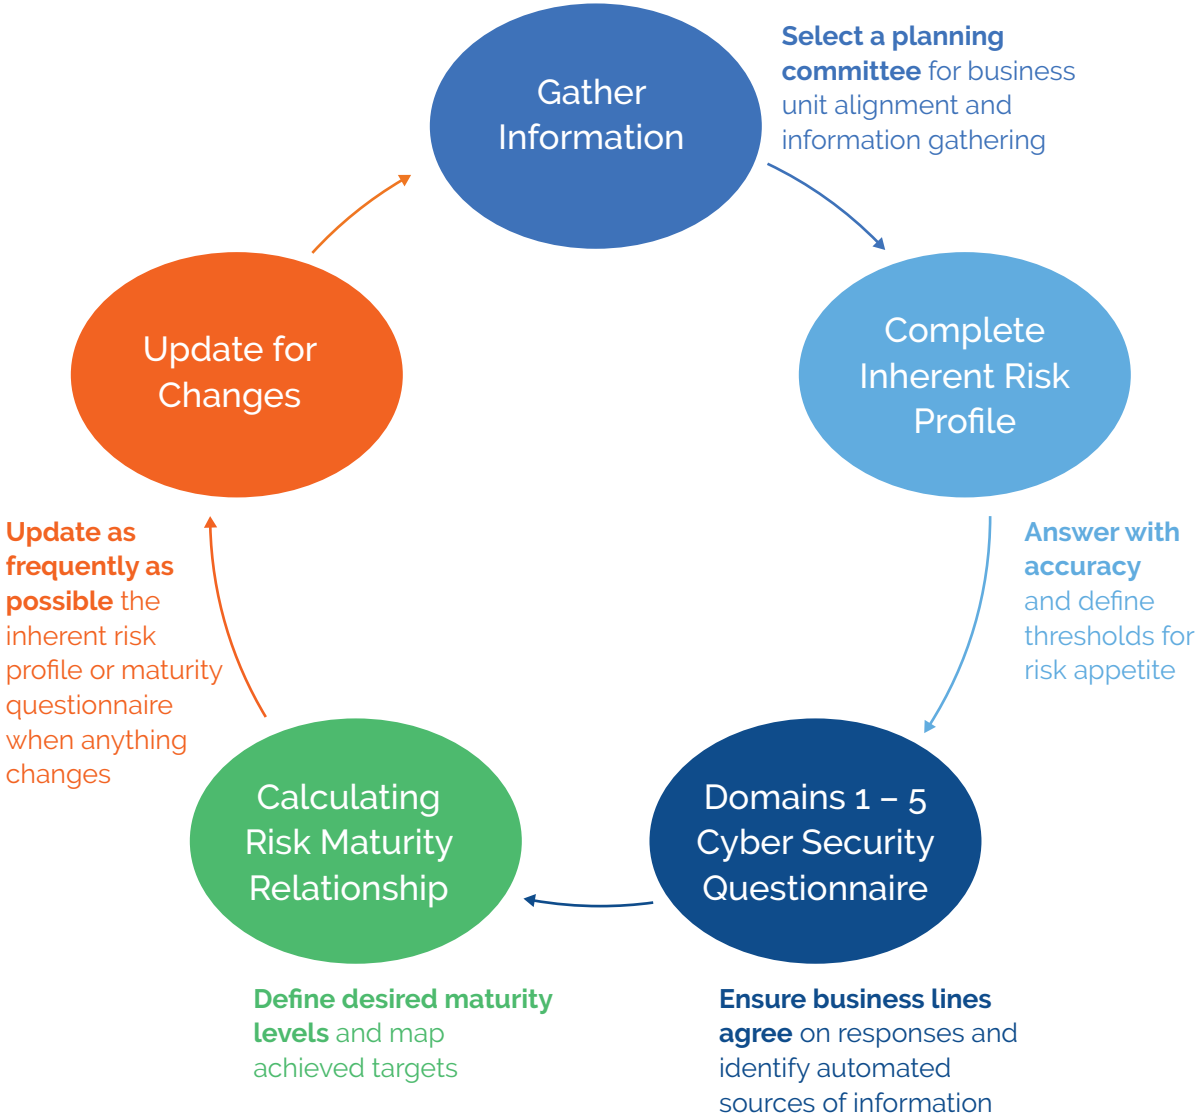 Gather
Information
Select a planning
committee for business
unit alignment and
information gathering
Complete
Inherent Risk
Profile
Answer with
accuracy
and define
thresholds for
risk appetite
Domains 1 – 5
Cyber Security
Questionnaire
Ensure business lines
agree on responses and
identify automated
sources of information
Calculating
Risk Maturity
Relationship
Define desired maturity
levels and map
achieved targets
Update for
Changes
Update as
frequently as
possible the
inherent risk
profile or maturity
questionnaire
when anything
changes